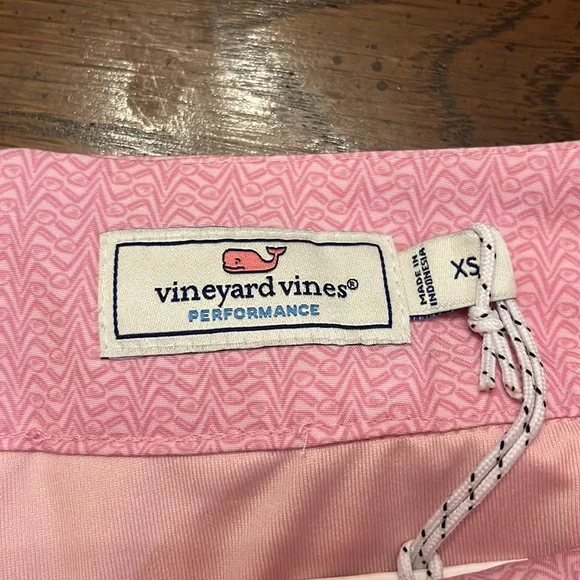 vineyard vines®
PERFORMANCE
MADE IN
INDONESIA
XS